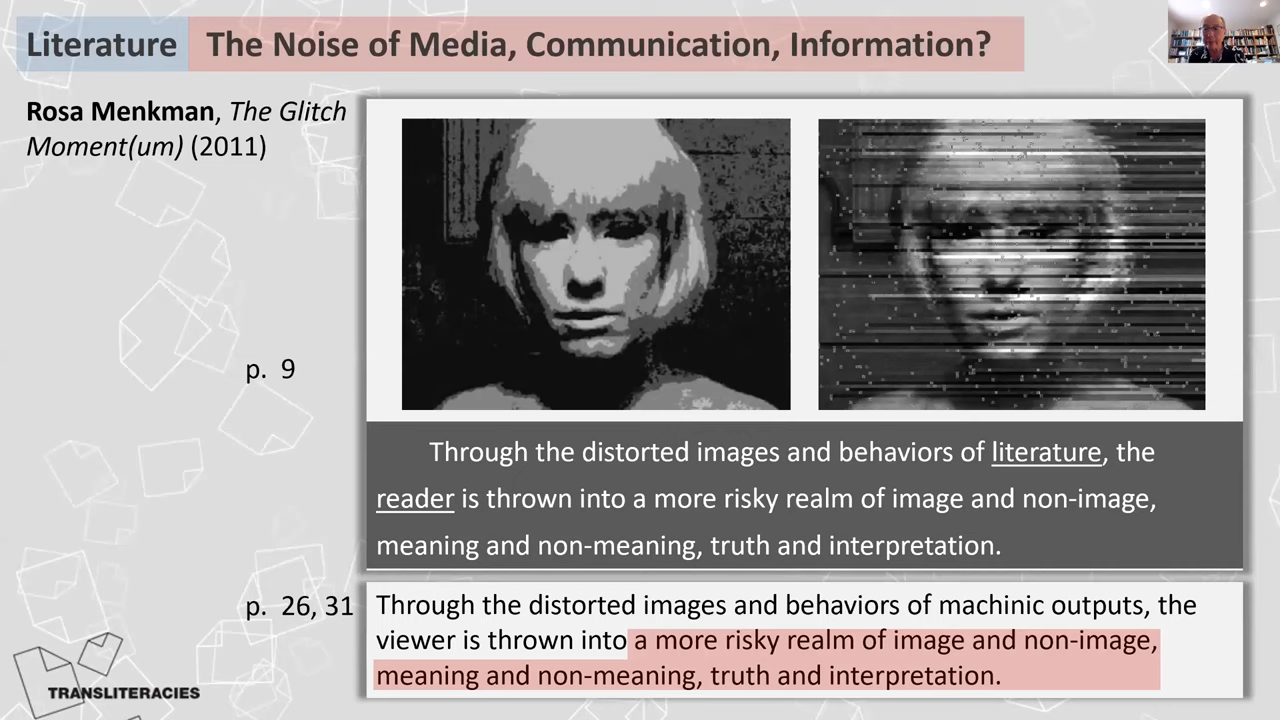 Literature The Noise of Media, Communication, Information?
Rosa Menkman, The Glitch
Moment(um) (2011)
p. 9
Through the distorted images and behaviors of literature, the
reader is thrown into a more risky realm of image and non-image,
meaning and non-meaning, truth and interpretation.
p. 26, 31
Through the distorted images and behaviors of machinic outputs, the
viewer is thrown into a more risky realm of image and non-image,
meaning and non-meaning, truth and interpretation.
TRANSLITERACIES